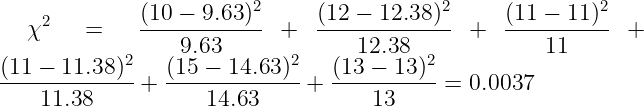 χ² = (10 − 9.63)²/9.63 + (12 − 12.38)²/12.38 + (11 − 11)²/11 +
(11 − 11.38)²/11.38 + (15 − 14.63)²/14.63 + (13 − 13)²/13 = 0.0037